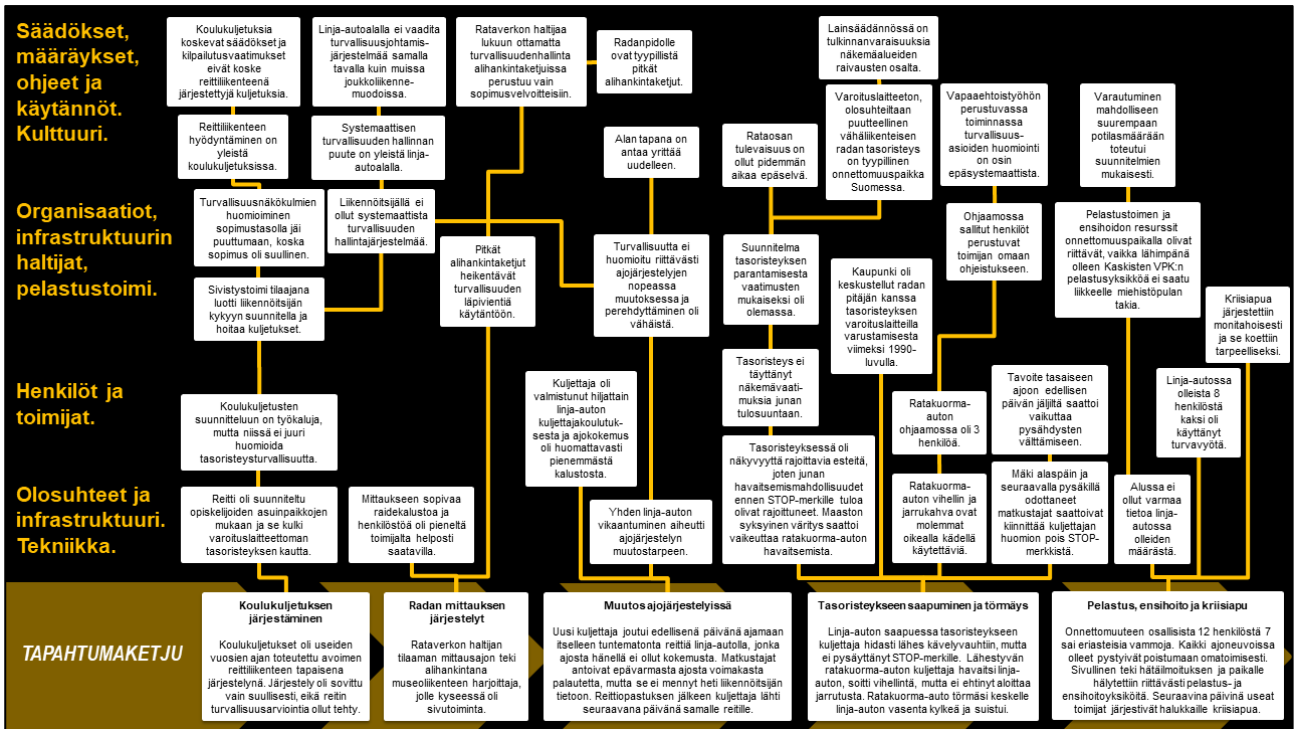 Säädökset,
määräykset,
ohjeet ja
käytännöt.
Kulttuuri.
Koulukuljetuksia
koskevat säädökset ja
kilpailutusvaatimukset
eivät koske
reittiliikenteenä
järjestettyjä kuljetuksia.
Linja-autoalalla ei vaadita
turvallisuusjohtamis-
järjestelmää samalla
tavalla kuin muissa
joukkoliikenne-
muodoissa.
Rataverkon haltijaa
lukuun ottamatta
turvallisuudenhallinta
alihankintaketjuissa
perustuu vain
sopimusvelvoitteisiin.
Radanpidolle
ovat tyypillistä
pitkät
alihankintaketjut.
Lainsäädännössä on
tulkinnanvaraisuuksia
näkemäalueiden
raivausten osalta.
Reittiliikenteen
hyödyntäminen on
yleistä
koulukuljetuksissa.
Systemaattisen
turvallisuuden hallinnan
puute on yleistä linja-
autoalalla.
Alan tapana on
antaa yrittää
uudelleen.
Rataosan
tulevaisuus on
ollut pidemmän
aikaa epäselvä.
Varoituslaitteeton,
olosuhteiltaan
puutteellinen
vähäliikenteisen
radan tasoristeys
on tyypillinen
onnettomuuspaikka
Suomessa.
Vapaaehtoistyöhön
perustuvassa
toiminnassa
turvallisuus-
asioiden huomiointi
on osin
epäsystemaattista.
Varautuminen
mahdolliseen
suurempaan
potilasmäärään
toteutui
suunnitelmien
mukaisesti.
Organisaatiot,
infrastruktuurin
haltijat,
pelastustoimi.
Turvallisuusnäkökulmien
huomioiminen
sopimustasolla jäi
puuttumaan, koska
sopimus oli suullinen.
Liikennöitsijällä ei
ollut systemaattista
turvallisuuden
hallintajärjestelmää.
Sivistystoimi tilaajana
luotti liikennöitsijän
kykyyn suunnitella ja
hoitaa kuljetukset.
Pitkät
alihankintaketjut
heikentävät
turvallisuuden
läpivientiä
käytäntöön.
Turvallisuutta ei
huomioitu riittävästi
ajojärjestelyjen
nopeassa
muutoksessa ja
perehdyttäminen oli
vähäistä.
Suunnitelma
tasoristeyksen
parantamisesta
vaatimusten
mukaiseksi oli
olemassa.
Kaupunki oli
keskustellut radan
pitäjän kanssa
tasoristeyksen
varoituslaitteilla
varustamisesta
viimeksi 1990-
luvulla.
Ohjaamossa
sallitut henkilöt
perustuvat
toimijan omaan
ohjeistukseen.
Pelastustoimen ja
ensihoidon resurssit
onnettomuuspaikalla olivat
riittävät, vaikka lähimpänä
olleen Kaskisten VPK:n
pelastusyksikköä ei saatu
liikkeelle miehistöpulan
takia.
Kriisiapua
järjestettiin
monitahoisesti
ja se koettiin
tarpeelliseksi.
Henkilöt ja
toimijat.
Koulukuljetusten
suunnitteluun on työkaluja,
mutta niissä ei juuri
huomioida
tasoristeysturvallisuutta.
Kuljettaja oli
valmistunut hiljattain
linja-auton
kuljettajakoulutuk-
sesta ja ajokokemus
oli huomattavasti
pienemmästä
kalustosta.
Tasoristeys ei
täyttänyt
näkemävaati-
muksia junan
tulosuuntaan.
Ratakuorma-
auton
ohjaamossa
oli 3
henkilöä.
Tavoite tasaiseen
ajoon edellisen
päivän jäljiltä saattoi
vaikuttaa
pysähdysten
välttämiseen.
Linja-autossa
olleista 8
henkilöstä
kaksi oli
käyttänyt
turvavyötä.
Olosuhteet ja
infrastruktuuri.
Tekniikka.
Reitti oli suunniteltu
opiskelijoiden asuinpaikkojen
mukaan ja se kulki
varoituslaitteettoman
tasoristeyksen kautta.
Mittaukseen sopivaa
raidekalustoa ja
henkilöstöä oli pieneltä
toimijalta helposti
saatavilla.
Yhden linja-auton
vikaantuminen aiheutti
ajojärjestelyn
muutostarpeen.
Tasoristeyksessä oli
näkyvyyttä rajoittavia esteitä,
joten junan
havaitsemismahdollisuudet
ennen STOP-merkille tuloa
olivat rajoittuneet. Maaston
syksyinen väritys saattoi
vaikeuttaa ratakuorma-auton
havaitsemista.
Ratakuorma-
auton vihellin ja
jarrukahva ovat
molemmat
oikealla kädellä
käytettäviä.
Mäki alaspäin ja
seuraavalla pysäkillä
odottaneet
matkustajat saattoivat
kiinnittää kuljettajan
huomion pois STOP-
merkkistä.
Alussa ei
ollut varmaa
tietoa linja-
autossa
olleiden
määrästä.
TAPAHTUMAKETJU
Koulukuljetuksen
järjestäminen
Koulukuljetukset oli useiden
vuosien ajan toteutettu avoimen
reittiliikenteen tapaisena
järjestelynä. Järjestely oli sovittu
vain suullisesti, eikä reitin
turvallisuusarviointia ollut tehty.
Radan mittauksen
järjestelyt
Rataverkon haltijan
tilaaman mittausajon teki
alihankintana
museoliikenteen harjoittaja,
jolle kyseessä oli
sivutoiminta.
Muutos ajojärjestelyissä
Uusi kuljettaja joutui edellisenä päivänä ajamaan
itselleen tuntematonta reittiä linja-autolla, jonka
ajosta hänellä ei ollut kokemusta. Matkustajat
antoivat epävarmasta ajosta voimakasta
palautetta, mutta se ei mennyt heti liikennöitsijän
tietoon. Reittiopastuksen jälkeen kuljettaja lähti
seuraavana päivänä samalle reitille.
Tasoristeykseen saapuminen ja törmäys
Linja-auton saapuessa tasoristeykseen
kuljettaja hidasti lähes kävelyvauhtiin, mutta
ei pysäyttänyt STOP-merkille. Lähestyvän
ratakuorma-auton kuljettaja havaitsi linja-
auton, soitti vihellintä, mutta ei ehtinyt aloittaa
jarrutusta. Ratakuorma-auto törmäsi keskelle
linja-auton vasenta kylkeä ja suistui.
Pelastus, ensihoito ja kriisiapu
Onnettomuuteen osallisista 12 henkilöstä 7
sai eriasteisia vammoja. Kaikki ajoneuvoissa
olleet pystyivät poistumaan omatoimisesti.
Sivullinen teki hätäilmoituksen ja paikalle
hälytettiin riittävästi pelastus- ja
ensihoitoyksiköitä. Seuraavina päivinä useat
toimijat järjestivät halukkaille kriisiapua.